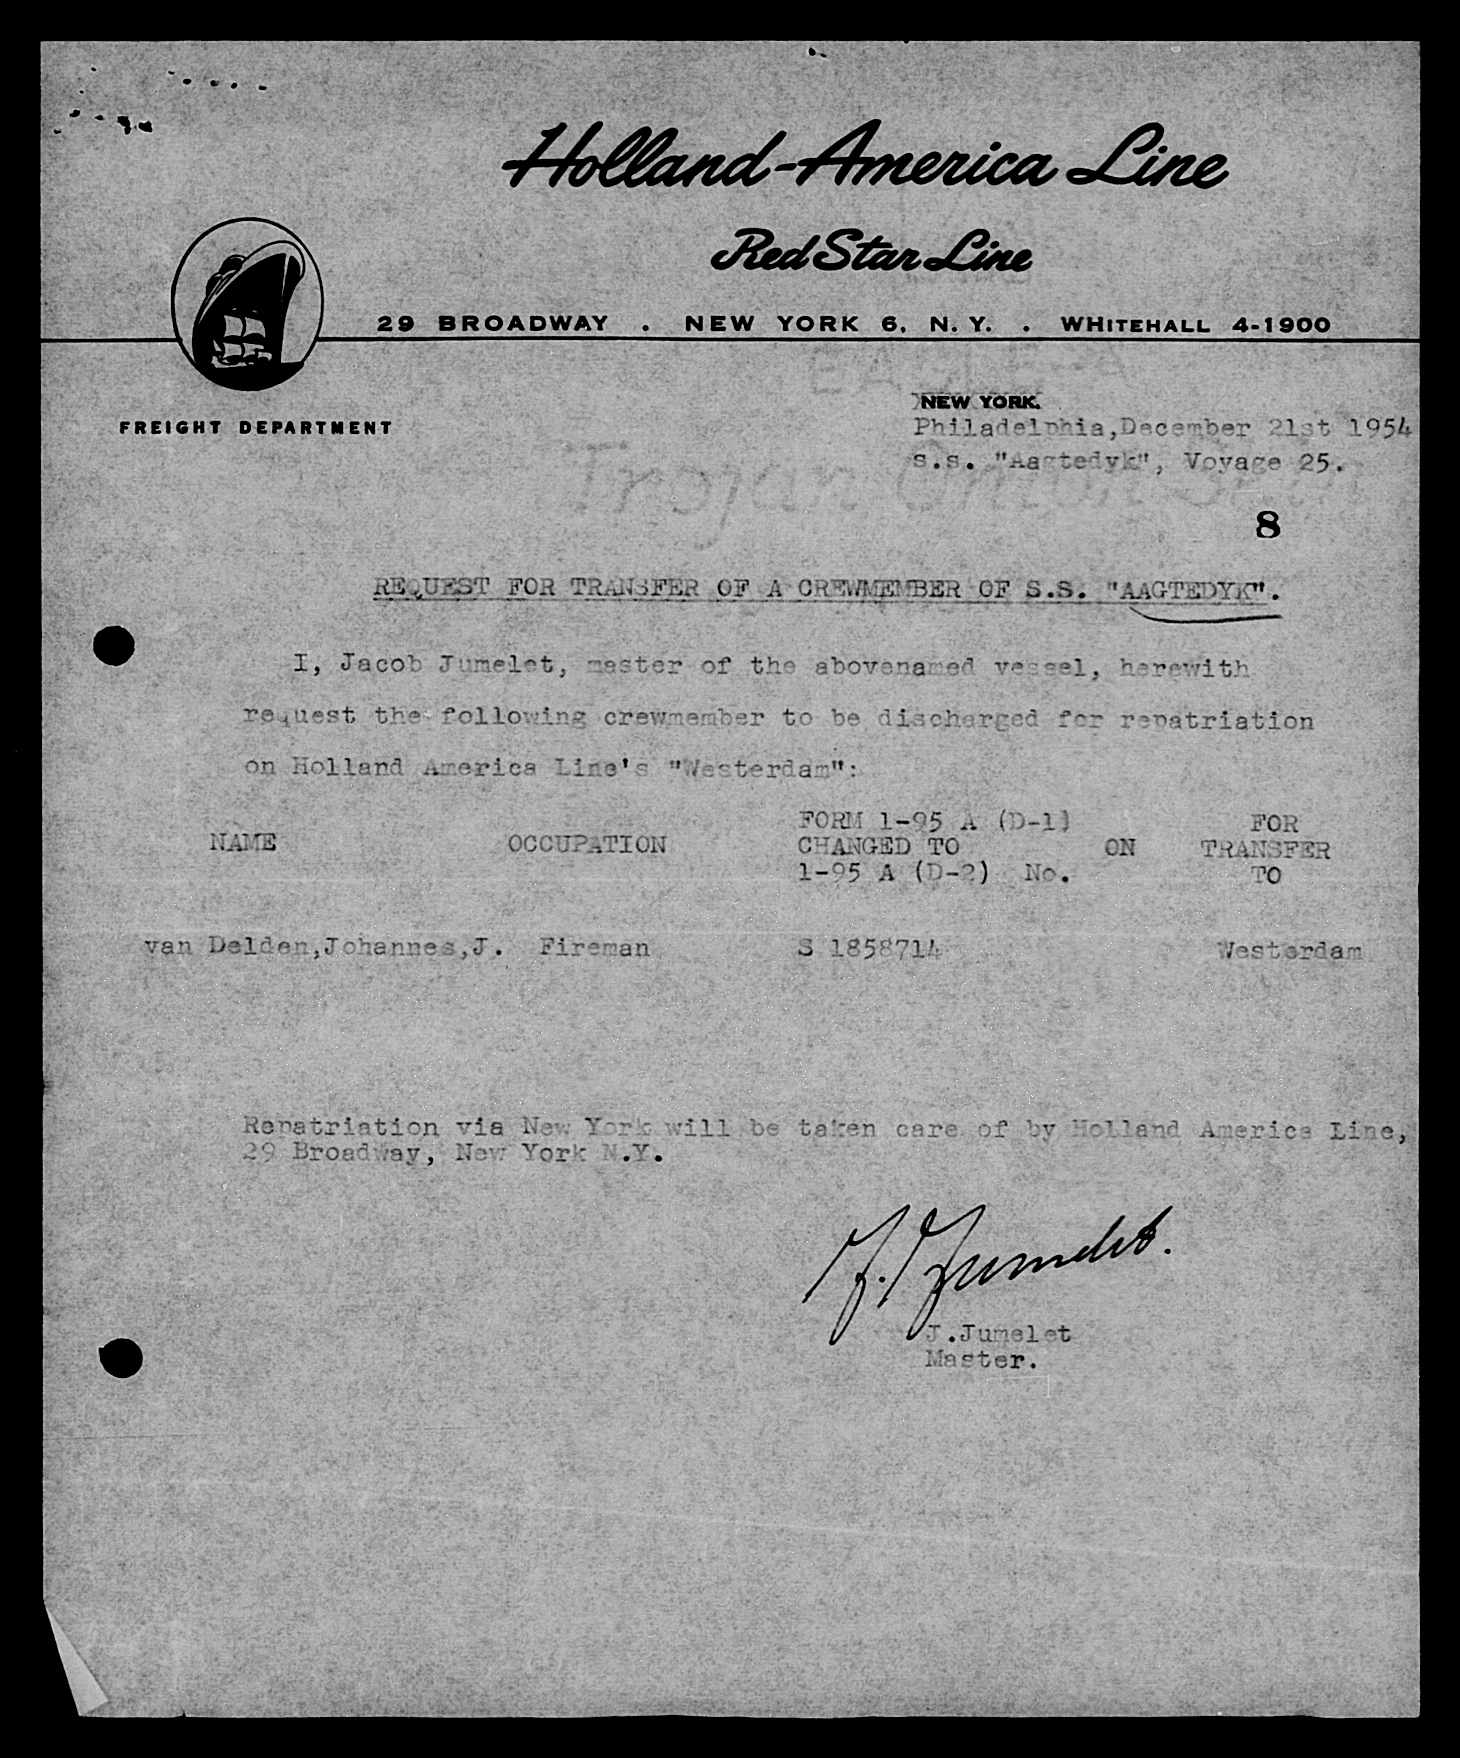 Holland-America Line
Red Star Line
29 BROADWAY . NEW YORK 6, N.Y. . WHITEHALL 4-1900
FREIGHT DEPARTMENT
NEW YORK,
Philadelphia,December 21st 1954
s.s. "Aagtedyk", Voyage 25.
8
REQUEST FOR TRANSFER OF A CREWMEMBER OF S.S. "AAGTEDYK".
I, Jacob Jumelet, master of the abovenamed vessel, herewith
request the following crewmember to be discharged for repatriation
on Holland America Line's "Westerdam":
NAME OCCUPATION FORM 1-95 A (D-1) CHANGED TO 1-95 A (D-2) No. ON FOR TRANSFER TO
van Delden,Johannes,J. Fireman S 1858714 Westerdam
Repatriation via New York will be taken care of by Holland America Line,
29 Broadway, New York N.Y.
J. Jumelet.
J.Jumelet
Master.